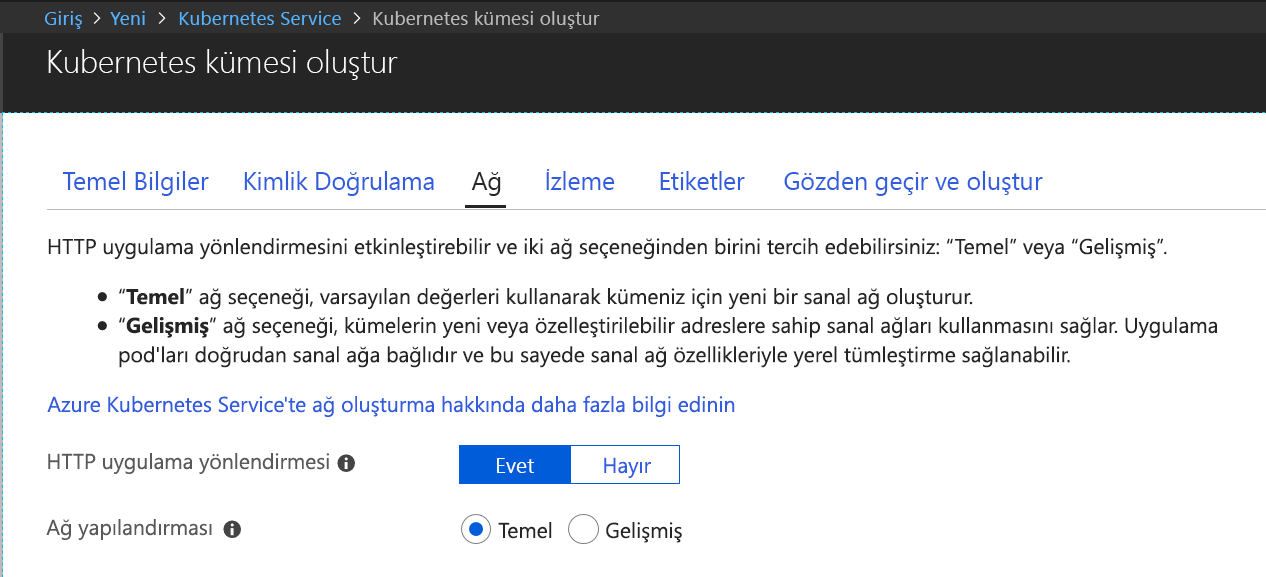 Giriş > Yeni > Kubernetes Service > Kubernetes kümesi oluştur
Kubernetes kümesi oluştur
Temel Bilgiler Kimlik Doğrulama Ağ İzleme Etiketler Gözden geçir ve oluştur
HTTP uygulama yönlendirmesini etkinleştirebilir ve iki ağ seçeneğinden birini tercih edebilirsiniz: “Temel” veya “Gelişmiş”.
● “Temel” ağ seçeneği, varsayılan değerleri kullanarak kümeniz için yeni bir sanal ağ oluşturur.
● “Gelişmiş” ağ seçeneği, kümelerin yeni veya özelleştirilebilir adreslere sahip sanal ağları kullanmasını sağlar. Uygulama
pod'ları doğrudan sanal ağa bağlıdır ve bu sayede sanal ağ özellikleriyle yerel tümleştirme sağlanabilir.
Azure Kubernetes Service'te ağ oluşturma hakkında daha fazla bilgi edinin
HTTP uygulama yönlendirmesi Evet Hayır
Ağ yapılandırması Temel Gelişmiş